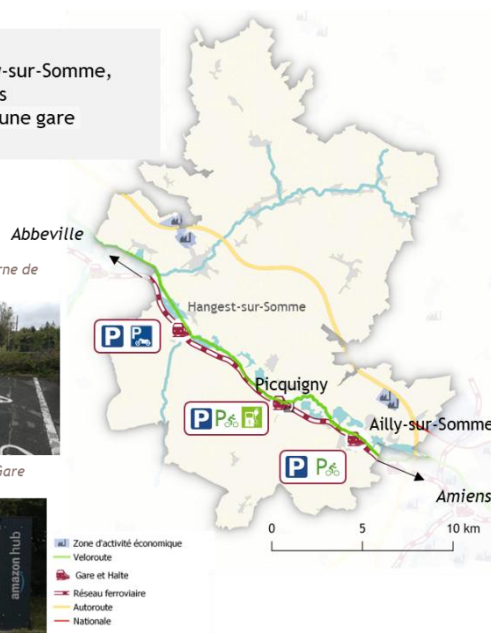 -sur-Somme,
une gare
Abbeville
rne de
Hangest-sur-Somme
P P
Picquigny
P P
Ailly-sur-Somme
Gare
P P
Amiens
0 5 10 km
amazon hub
Zone d'activité économique
Veloroute
Gare et Halte
Réseau ferroviaire
Autoroute
Nationale